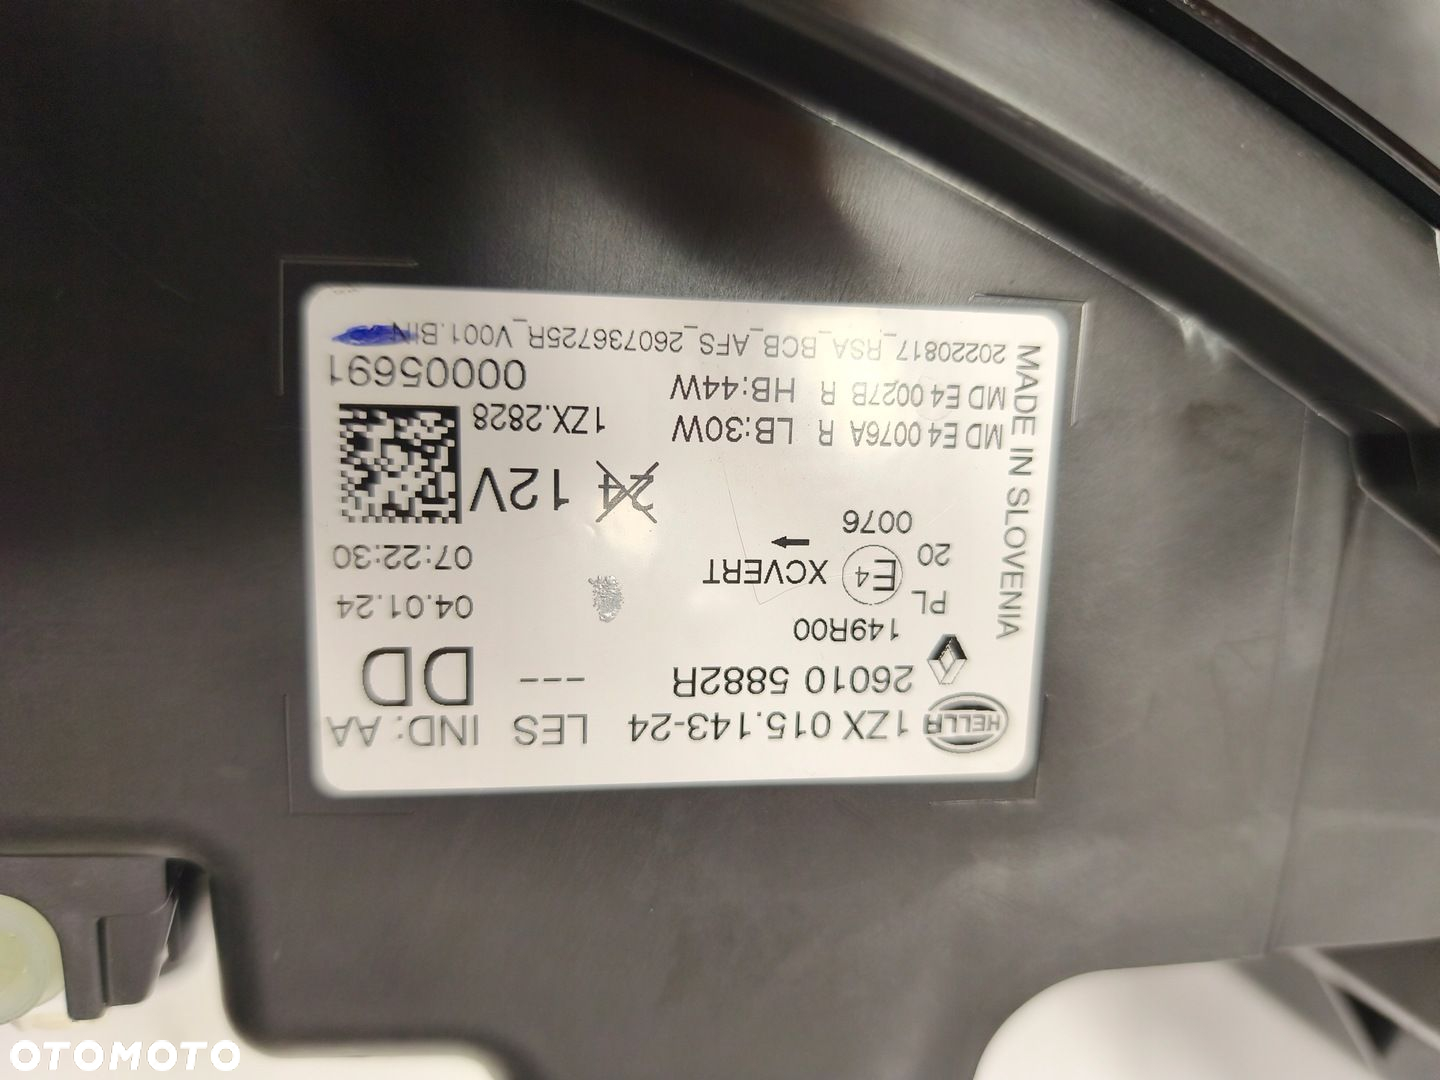 HELLA 1ZX 015.143-24 LES IND: AA
26010 5882R --- DD
149R00
PL
20
0076
E4 XCVERT
04.01.24
07:22:30
24 12V
MD E4 0076A R LB:30W
1ZX.2828
MD E4 0027B R HB:44W
00005691
20220817_RSA_BCB_AFS_260736725R_V001.BIN
MADE IN SLOVENIA
OTOMOTO